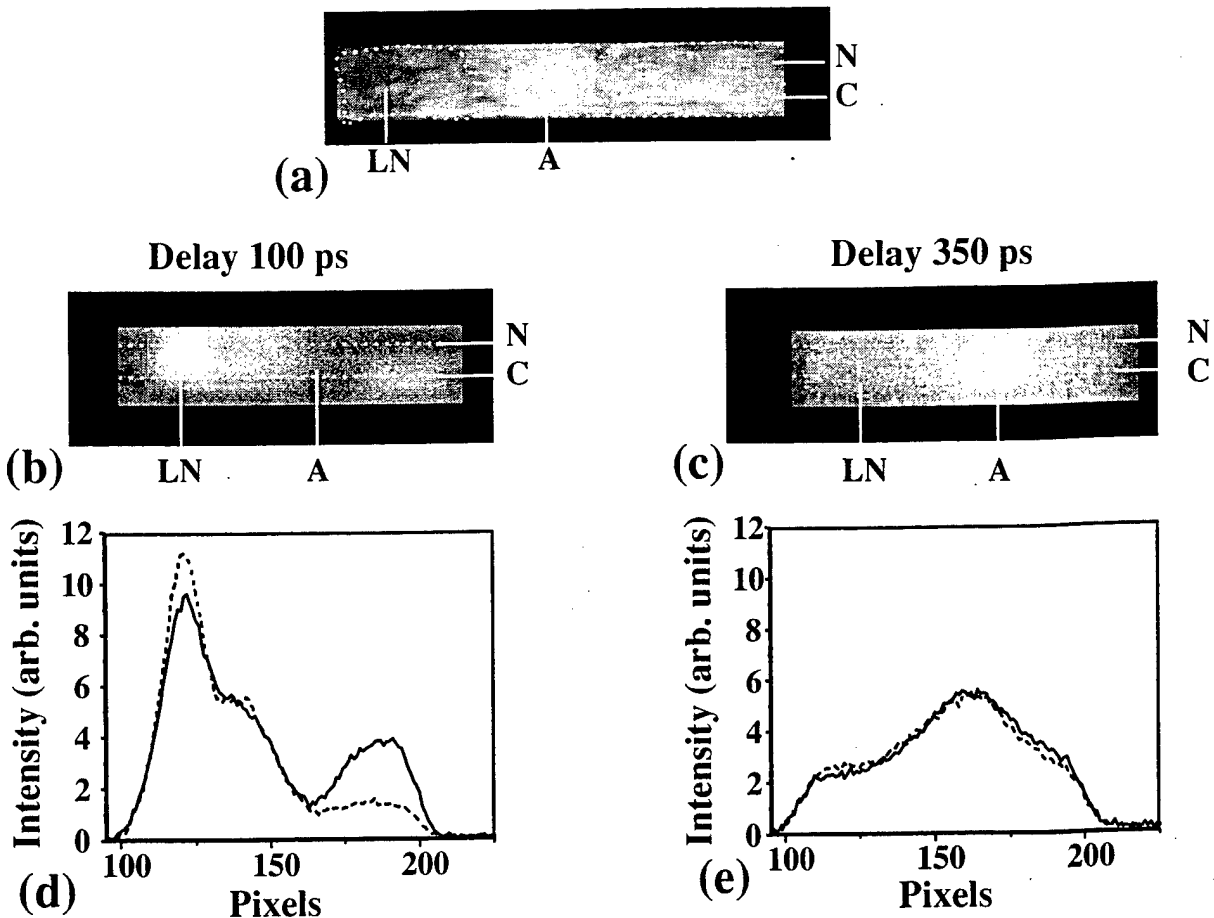 N
C
LN
A
(a)
Delay 100 ps
N
C
LN
A
(b)
Delay 350 ps
N
C
LN
A
(c)
Intensity (arb. units)
12
10
8
6
4
2
0
100
150
200
Pixels
(d)
Intensity (arb. units)
12
10
8
6
4
2
0
100
150
200
Pixels
(e)